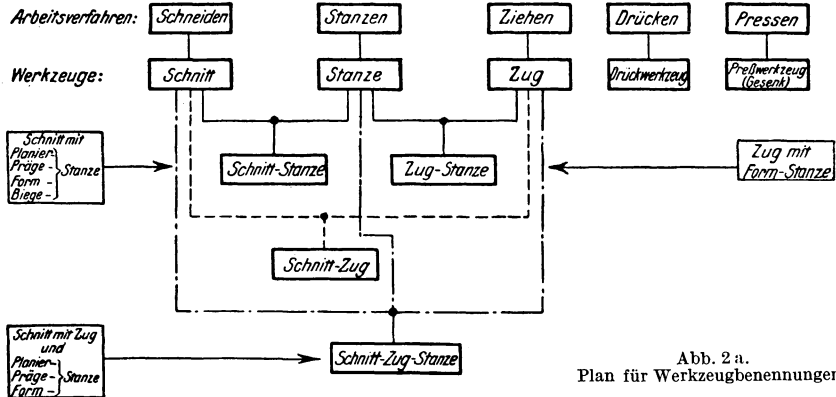 Arbeitsverfahren: Schneiden Stanzen Ziehen Drücken Pressen
Werkzeuge: Schnitt Stanze Zug Drückwerkzeug Preßwerkzeug
(Gesenk)
Schnitt mit
Planier-
Präge- } Stanze
Form-
Biege-
Schnitt-Stanze Zug-Stanze
Zug mit
Form-Stanze
Schnitt-Zug
Schnitt mit Zug
und
Planier-
Präge- } Stanze
Form-
Schnitt-Zug-Stanze
Abb. 2a.
Plan für Werkzeugbenennungen